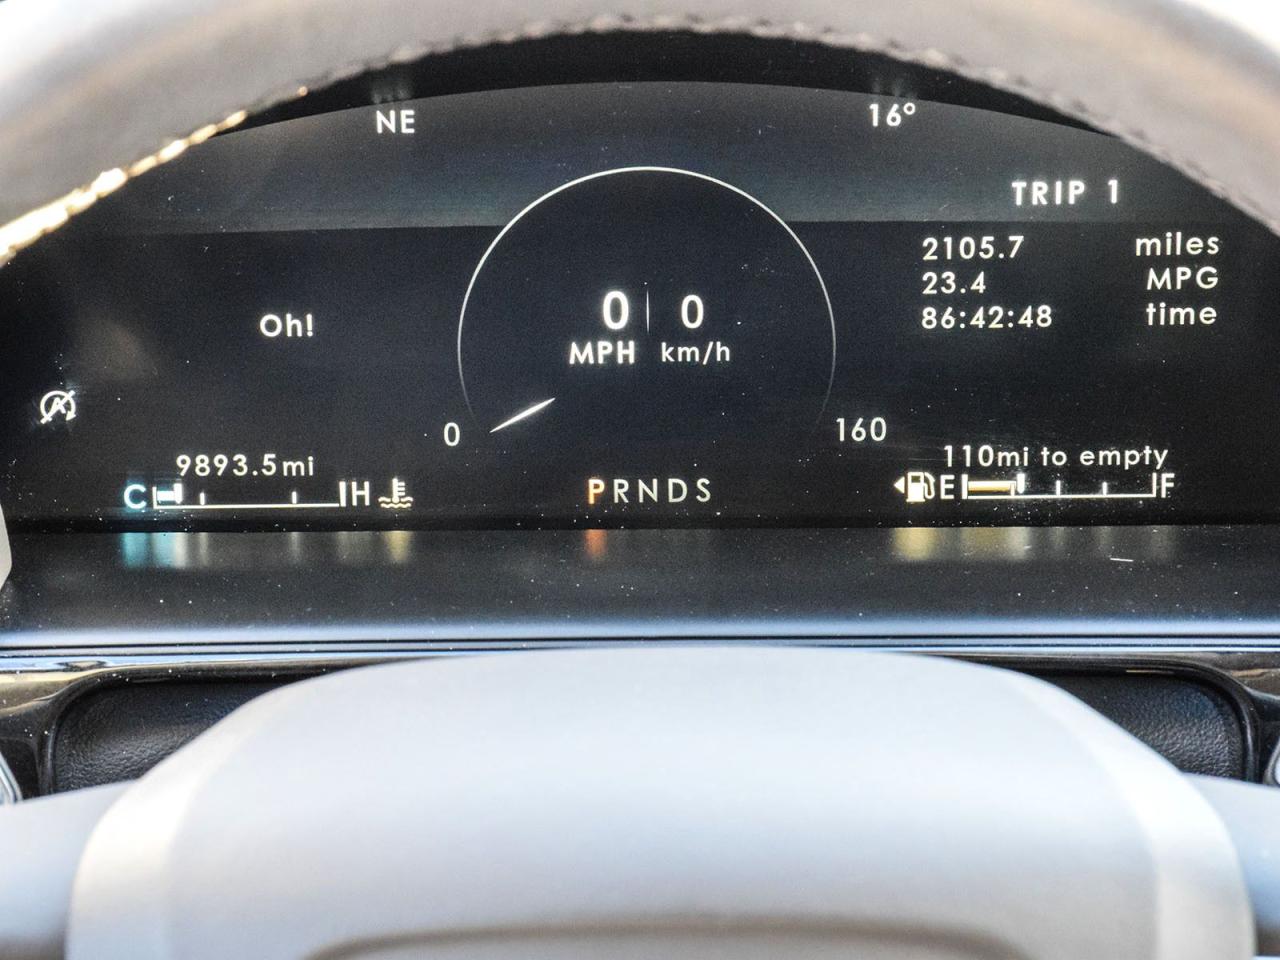 NE
16°
TRIP 1
2105.7 miles
23.4 MPG
86:42:48 time
Oh!
0 0
MPH km/h
0
160
9893.5mi
C H
PRNDS
110mi to empty
E F